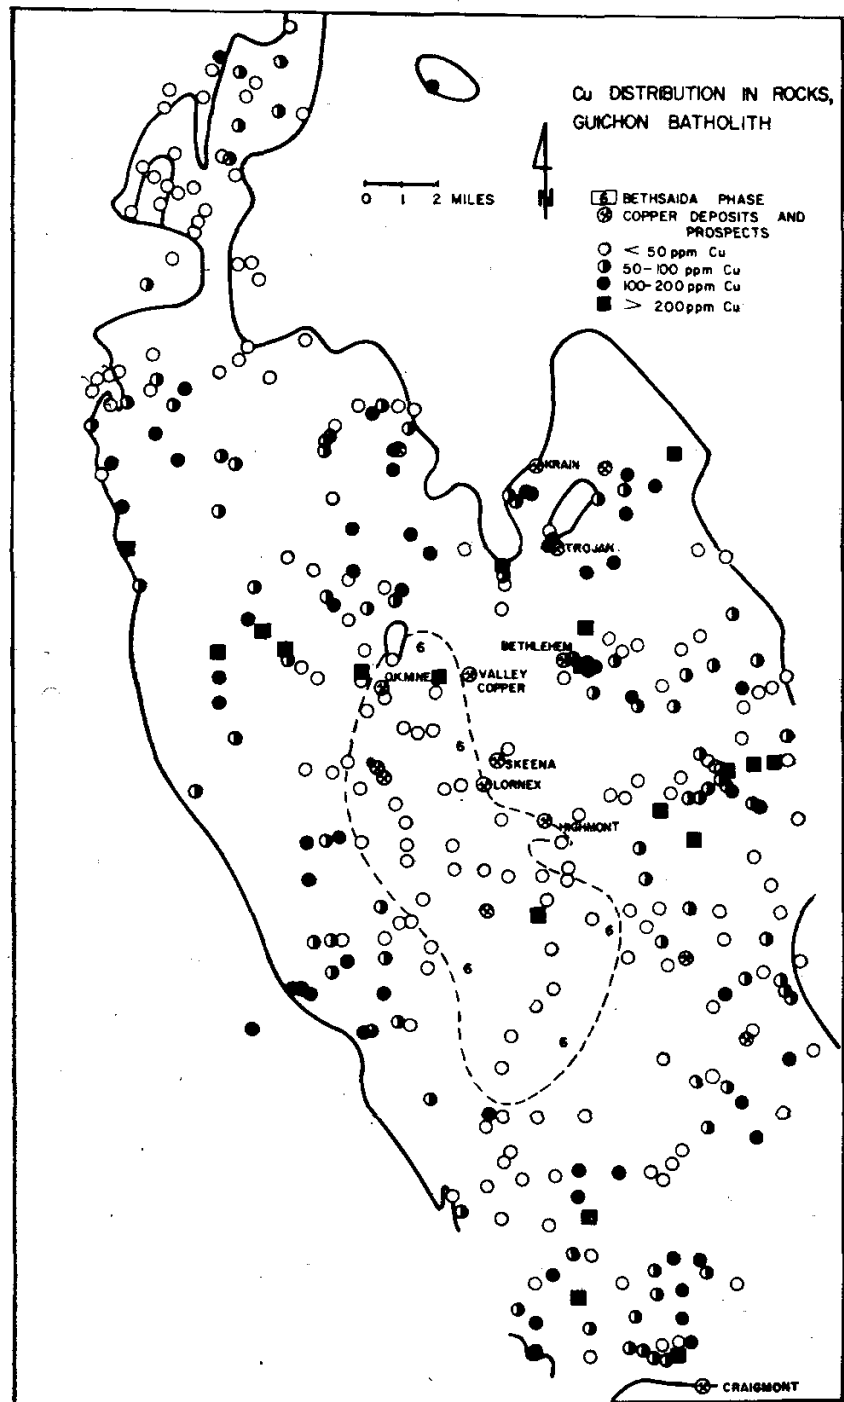 Cu DISTRIBUTION IN ROCKS,
GUICHON BATHOLITH
N
0 1 2 MILES
6 BETHSAIDA PHASE
COPPER DEPOSITS AND
PROSPECTS
< 50 ppm Cu
50-100 ppm Cu
100-200 ppm Cu
> 200 ppm Cu
KRAIN
TROJAN
BETHLEHEM
6
O.K. MINE
VALLEY
COPPER
6
SKEENA
LORNEX
HIGHMONT
6
6
6
CRAIGMONT